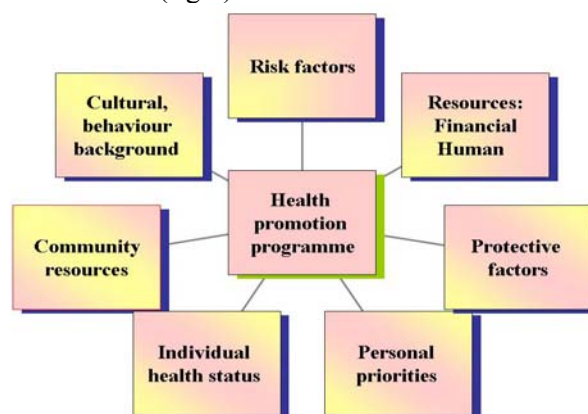 Risk factors
Cultural,
behaviour
background
Resources:
Financial
Human
Health
promotion
programme
Community
resources
Protective
factors
Individual
health status
Personal
priorities